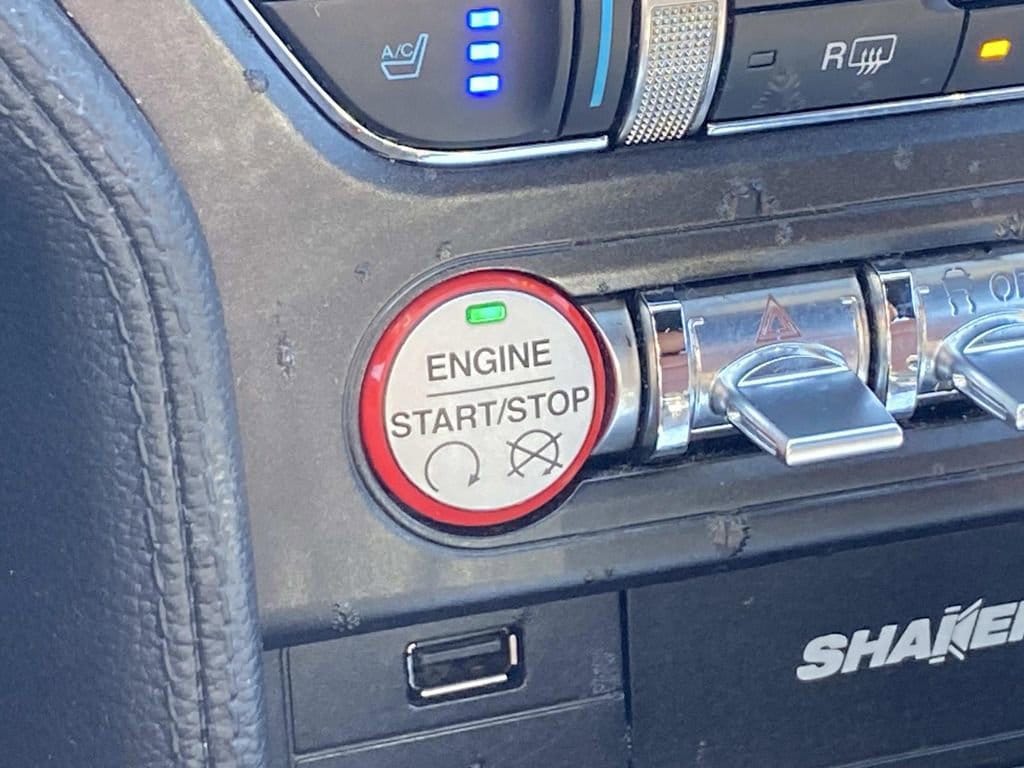 A/C
R
ENGINE
START/STOP
SHAKER